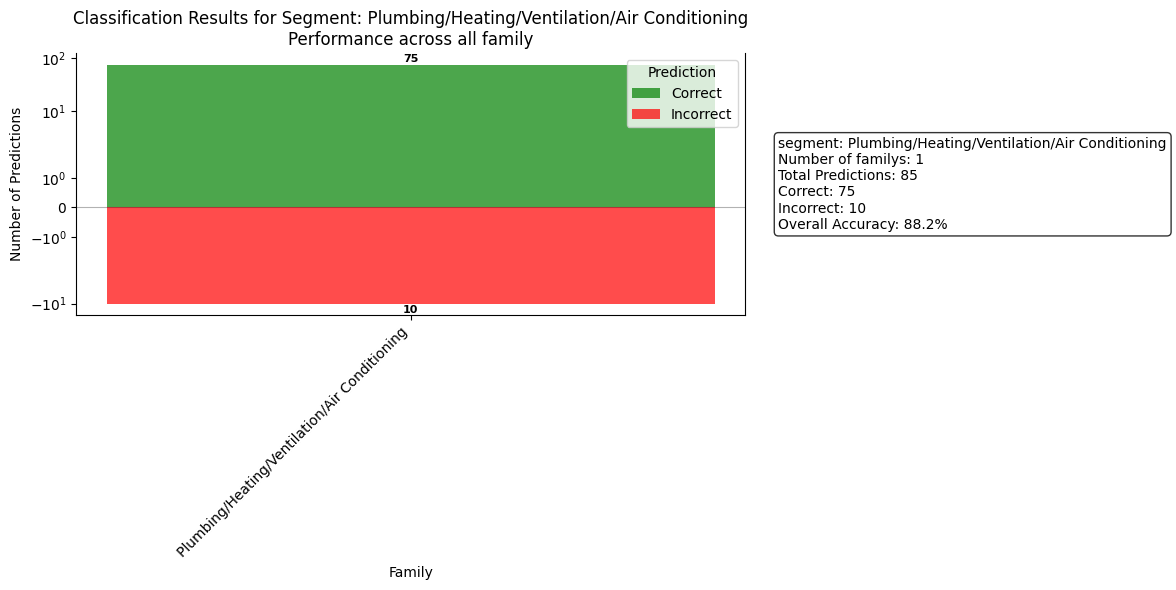 Classification Results for Segment: Plumbing/Heating/Ventilation/Air Conditioning
Performance across all family
Number of Predictions
10²
10¹
10⁰
0
−10⁰
−10¹
75
10
Prediction
Correct
Incorrect
Plumbing/Heating/Ventilation/Air Conditioning
Family
segment: Plumbing/Heating/Ventilation/Air Conditioning
Number of familys: 1
Total Predictions: 85
Correct: 75
Incorrect: 10
Overall Accuracy: 88.2%